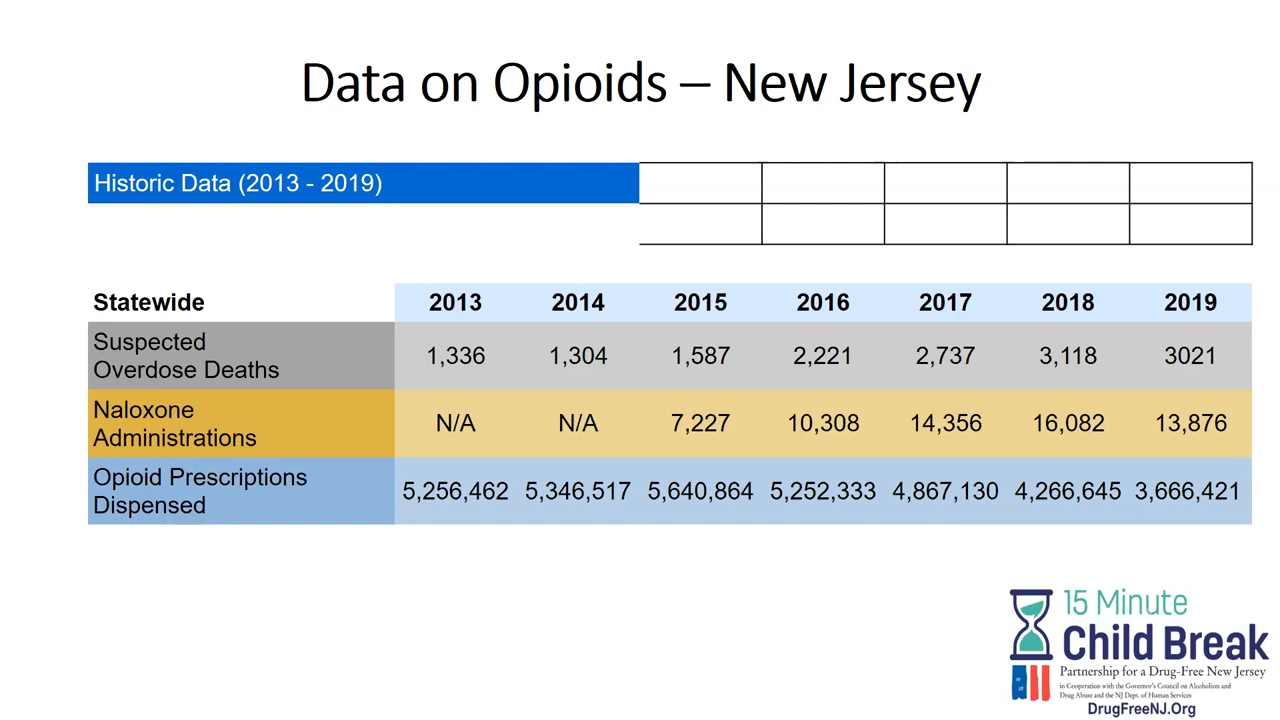 Data on Opioids – New Jersey
Historic Data (2013 - 2019)
Statewide 2013 2014 2015 2016 2017 2018 2019
Suspected
Overdose Deaths 1,336 1,304 1,587 2,221 2,737 3,118 3021
Naloxone
Administrations N/A N/A 7,227 10,308 14,356 16,082 13,876
Opioid Prescriptions
Dispensed 5,256,462 5,346,517 5,640,864 5,252,333 4,867,130 4,266,645 3,666,421
15 Minute
Child Break
Partnership for a Drug-Free New Jersey
in Cooperation with the Governor's Council on Alcoholism and
Drug Abuse and the NJ Dept. of Human Services
DrugFreeNJ.Org